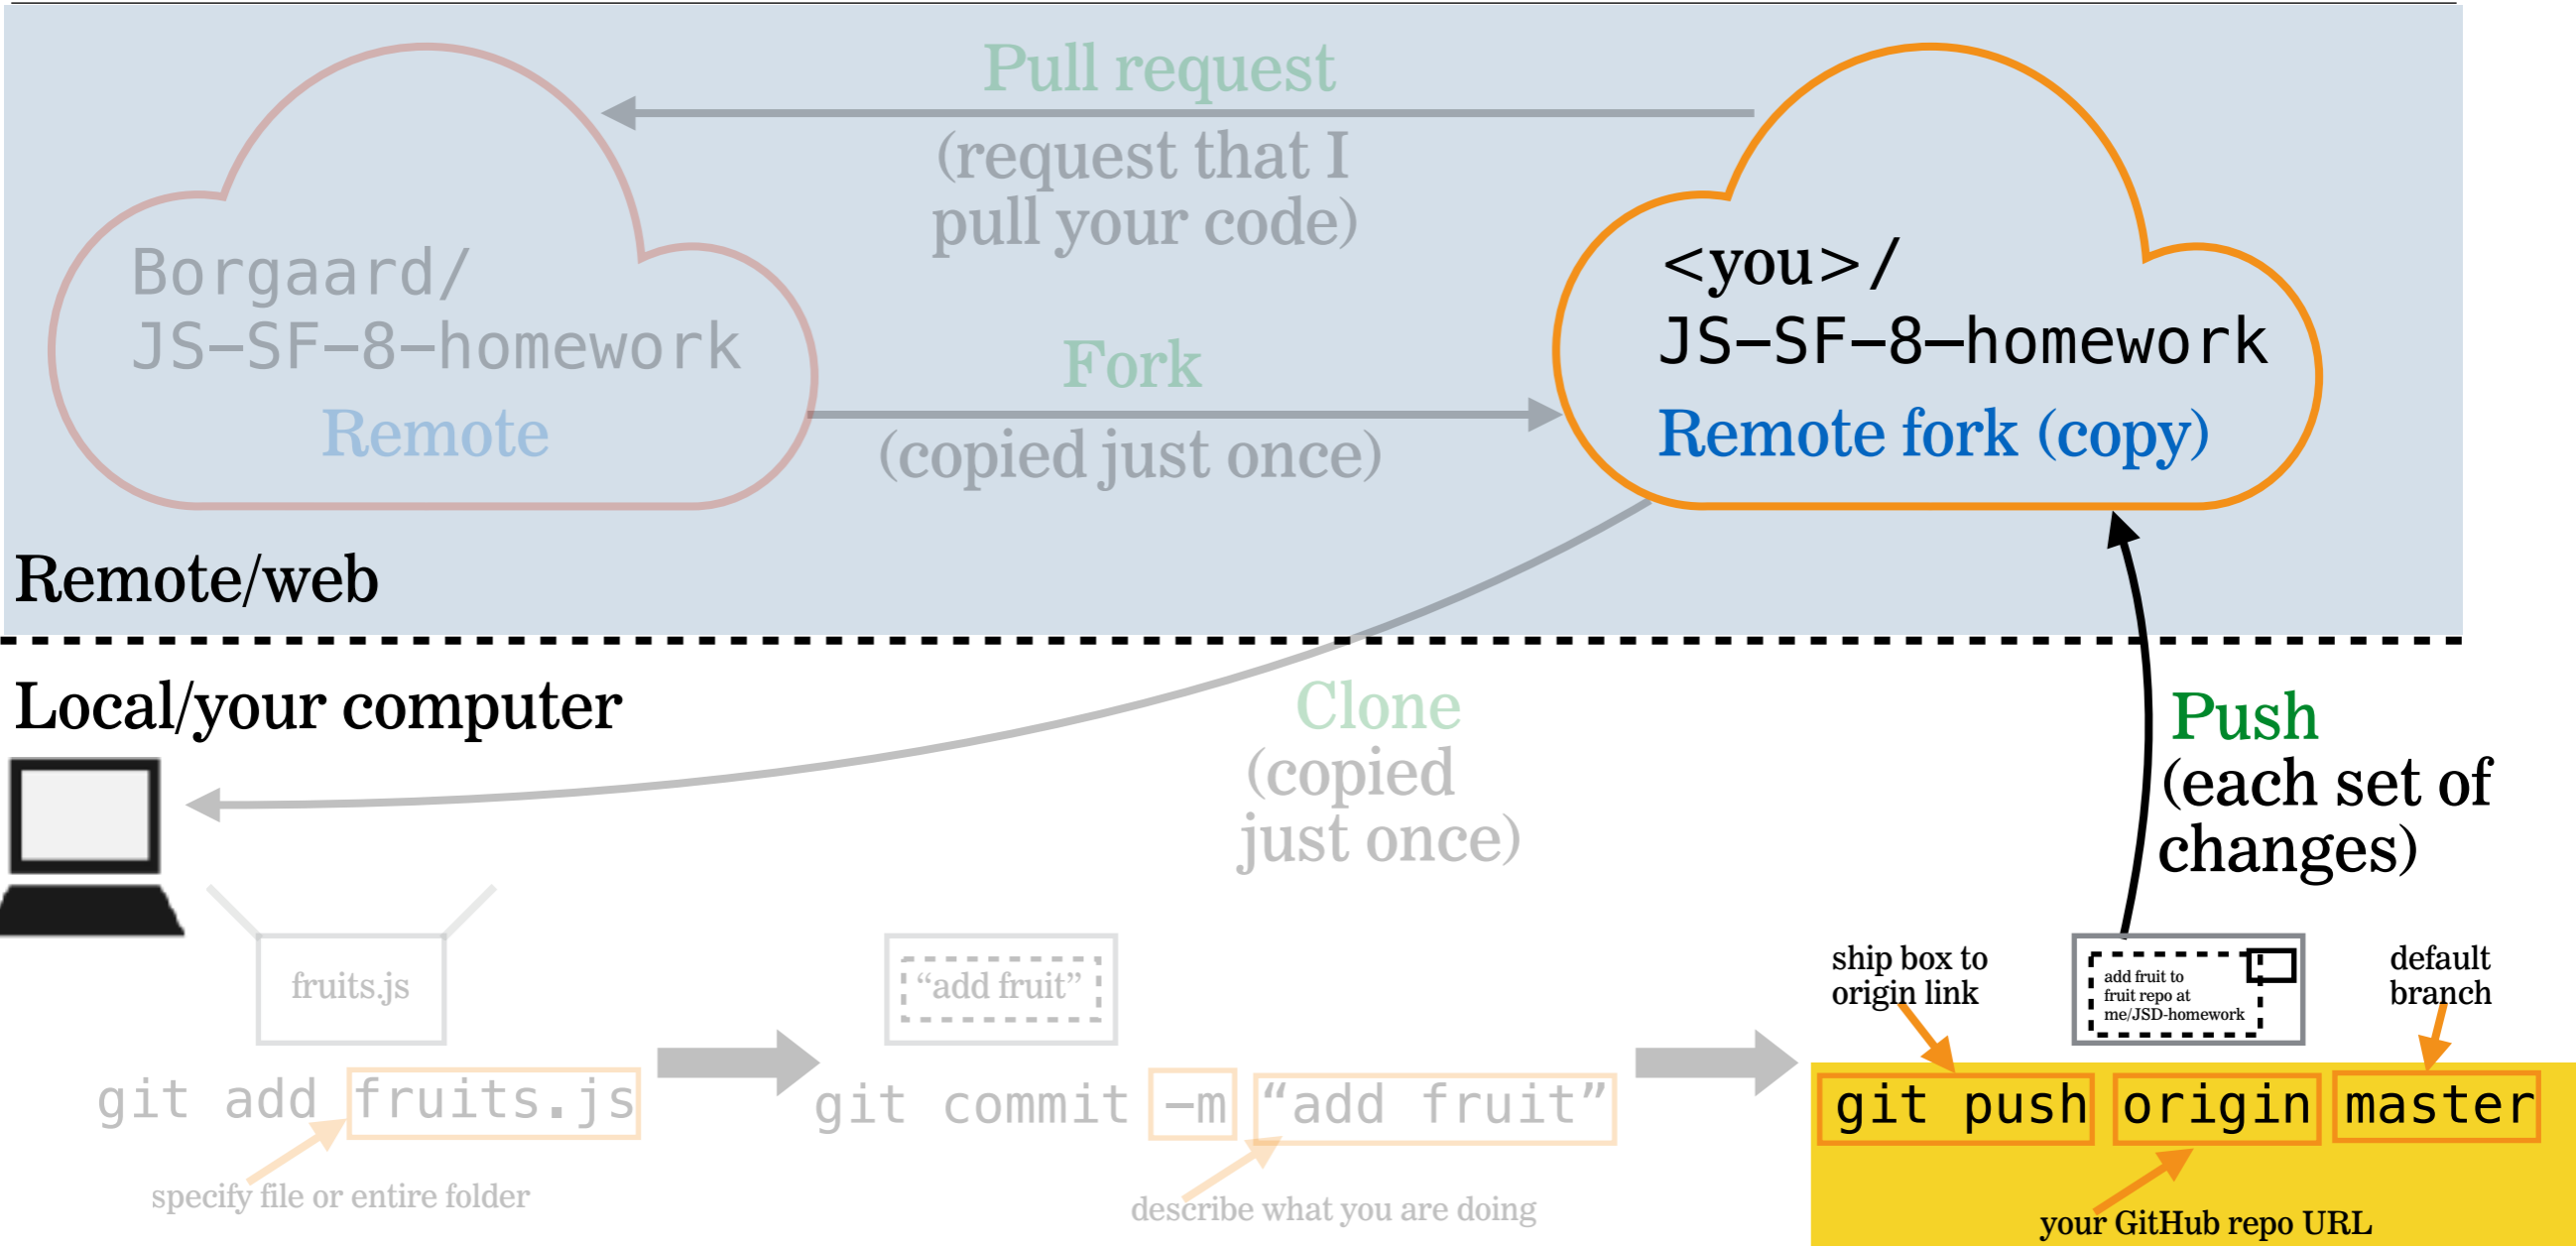 Pull request
(request that I
pull your code)
Borgaard/
JS-SF-8-homework
Remote
Fork
(copied just once)
<you>/
JS-SF-8-homework
Remote fork (copy)
Remote/web
Local/your computer
Clone
(copied
just once)
Push
(each set of
changes)
fruits.js
git add fruits.js
specify file or entire folder
“add fruit”
git commit -m “add fruit”
describe what you are doing
ship box to
origin link
add fruit to
fruit repo at
me/JSD-homework
default
branch
git push origin master
your GitHub repo URL